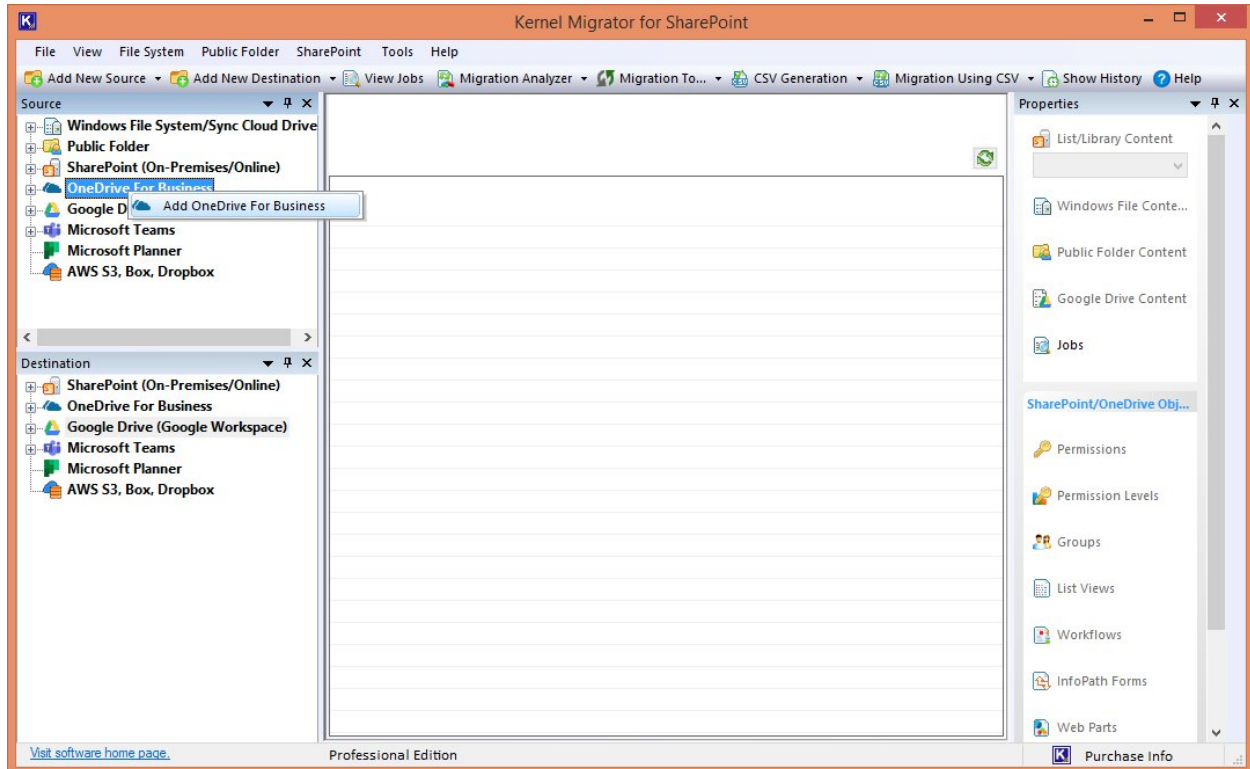 Kernel Migrator for SharePoint
File View File System Public Folder SharePoint Tools Help
Add New Source Add New Destination View Jobs Migration Analyzer Migration To... CSV Generation Migration Using CSV Show History Help
Source
Windows File System/Sync Cloud Drive
Public Folder
SharePoint (On-Premises/Online)
OneDrive For Business
Google D
Add OneDrive For Business
Microsoft Teams
Microsoft Planner
AWS S3, Box, Dropbox
Destination
SharePoint (On-Premises/Online)
OneDrive For Business
Google Drive (Google Workspace)
Microsoft Teams
Microsoft Planner
AWS S3, Box, Dropbox
Properties
List/Library Content
Windows File Conte...
Public Folder Content
Google Drive Content
Jobs
SharePoint/OneDrive Obj...
Permissions
Permission Levels
Groups
List Views
Workflows
InfoPath Forms
Web Parts
Visit software home page.
Professional Edition
Purchase Info